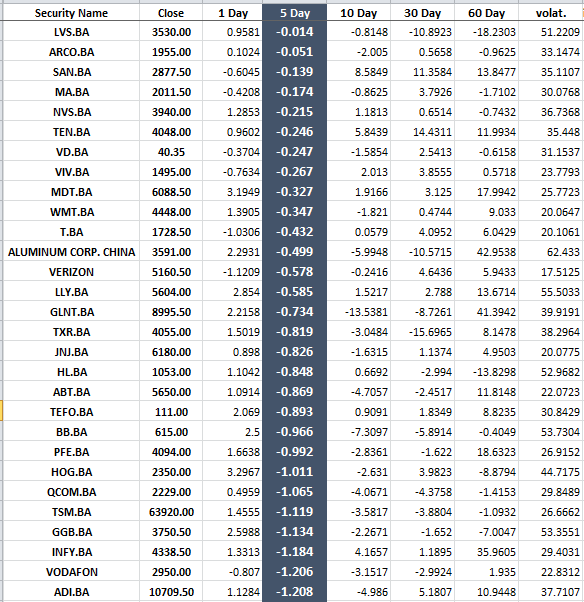 Security Name Close 1 Day 5 Day 10 Day 30 Day 60 Day volat.
LVS.BA 3530.00 0.9581 -0.014 -0.8148 -10.8923 -18.2303 51.2209
ARCO.BA 1955.00 0.1024 -0.051 -2.005 0.5658 -0.9625 33.1474
SAN.BA 2877.50 -0.6045 -0.139 8.5849 11.3584 13.8477 35.1107
MA.BA 2011.50 -0.4208 -0.174 -0.8625 3.7926 -1.7102 30.0768
NVS.BA 3940.00 1.2853 -0.215 1.1813 0.6514 -0.7432 36.7368
TEN.BA 4048.00 0.9602 -0.246 5.8439 14.4311 11.9934 35.448
VD.BA 40.35 -0.3704 -0.247 -1.5854 2.5413 -0.6158 31.1537
VIV.BA 1495.00 -0.7634 -0.267 2.013 3.8555 0.5718 23.7793
MDT.BA 6088.50 3.1949 -0.327 1.9166 3.125 17.9942 25.7723
WMT.BA 4448.00 1.3905 -0.347 -1.821 0.4744 9.033 20.0647
T.BA 1728.50 -1.0306 -0.432 0.0579 4.0952 6.0429 20.1061
ALUMINUM CORP. CHINA 3591.00 2.2931 -0.499 -5.9948 -10.5715 42.9538 62.433
VERIZON 5160.50 -1.1209 -0.578 -0.2416 4.6436 5.9433 17.5125
LLY.BA 5604.00 2.854 -0.585 1.5217 2.788 13.6714 55.5033
GLNT.BA 8995.50 2.2158 -0.734 -13.5381 -8.7261 41.3942 39.9191
TXR.BA 4055.00 1.5019 -0.819 -3.0484 -15.6965 8.1478 38.2964
JNJ.BA 6180.00 0.898 -0.826 -1.6315 1.1374 4.9503 20.0775
HL.BA 1053.00 1.1042 -0.848 0.6692 -2.994 -13.8298 52.9682
ABT.BA 5650.00 1.0914 -0.869 -4.7057 -2.4517 11.8148 22.0723
TEFO.BA 111.00 2.069 -0.893 0.9091 1.8349 8.8235 30.8429
BB.BA 615.00 2.5 -0.966 -7.3097 -5.8914 -0.4049 53.7304
PFE.BA 4094.00 1.6638 -0.992 -2.8361 -1.622 18.6323 26.9152
HOG.BA 2350.00 3.2967 -1.011 -2.631 3.9823 -8.8794 44.7175
QCOM.BA 2229.00 0.4959 -1.065 -4.0671 -4.3758 -1.4153 29.8489
TSM.BA 63920.00 1.4555 -1.119 -3.5817 -3.8804 -1.0932 26.6662
GGB.BA 3750.50 2.5988 -1.134 -2.2671 -1.652 -7.0047 53.3551
INFY.BA 4338.50 1.3313 -1.184 4.1657 1.1895 35.9605 29.4031
VODAFON 2950.00 -0.807 -1.206 -3.1517 -2.9924 1.935 22.8312
ADI.BA 10709.50 1.1284 -1.208 -4.986 5.1807 10.9448 37.7107